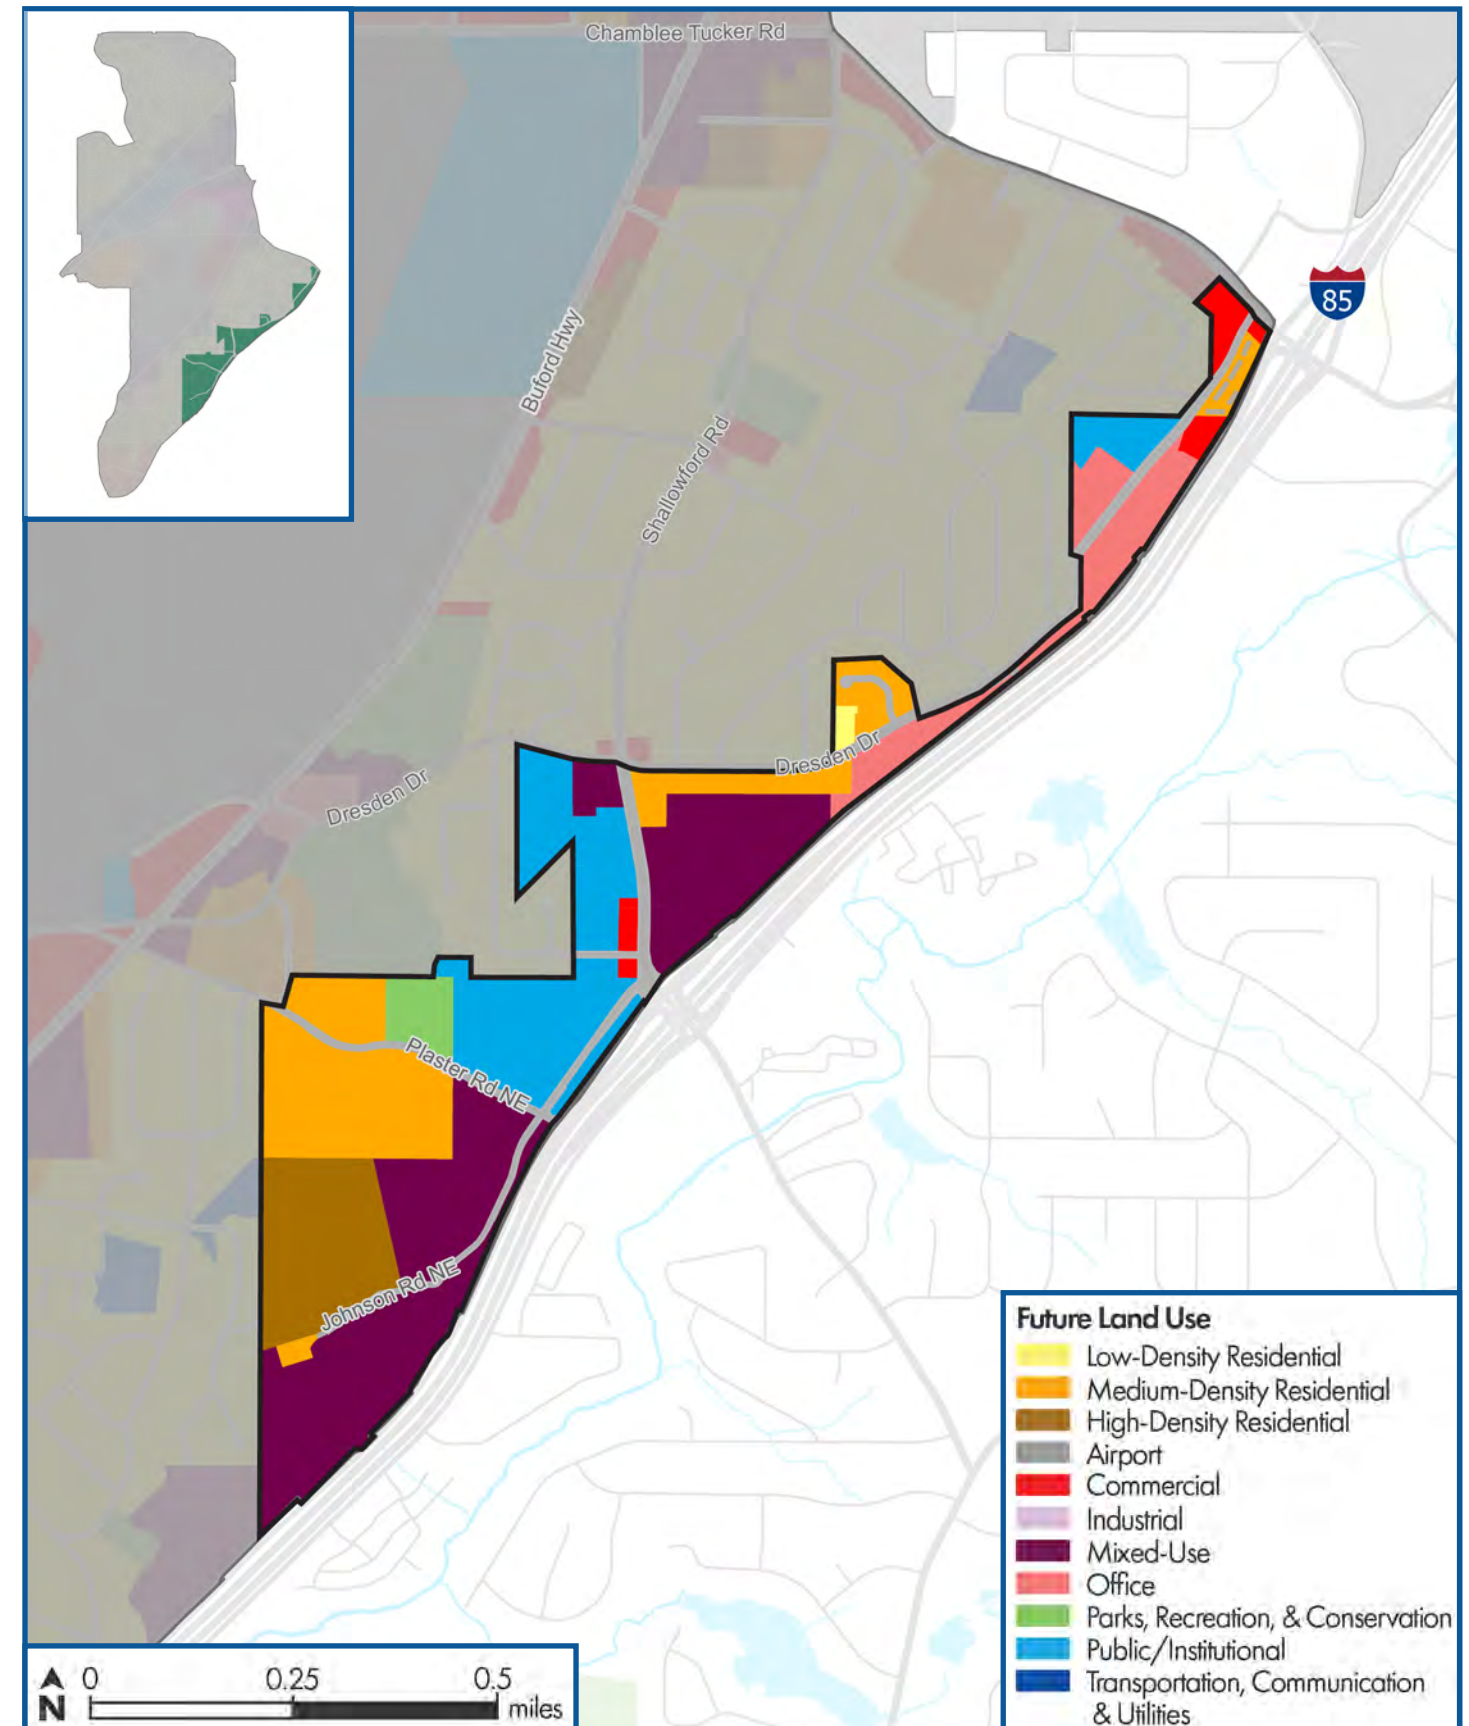 Chamblee Tucker Rd
85
Buford Hwy
Shallowford Rd
Dresden Dr
Dresden Dr
Plaster Rd NE
Johnson Rd NE
Future Land Use
Low-Density Residential
Medium-Density Residential
High-Density Residential
Airport
Commercial
Industrial
Mixed-Use
Office
Parks, Recreation, & Conservation
Public/Institutional
Transportation, Communication
& Utilities
0 0.25 0.5
N miles